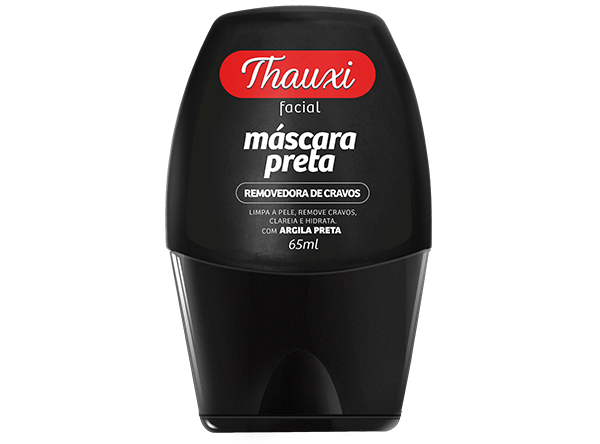 Thauxi
facial
máscara
preta
REMOVEDORA DE CRAVOS
LIMPA A PELE, REMOVE CRAVOS,
CLAREIA E HIDRATA.
COM ARGILA PRETA
65ml